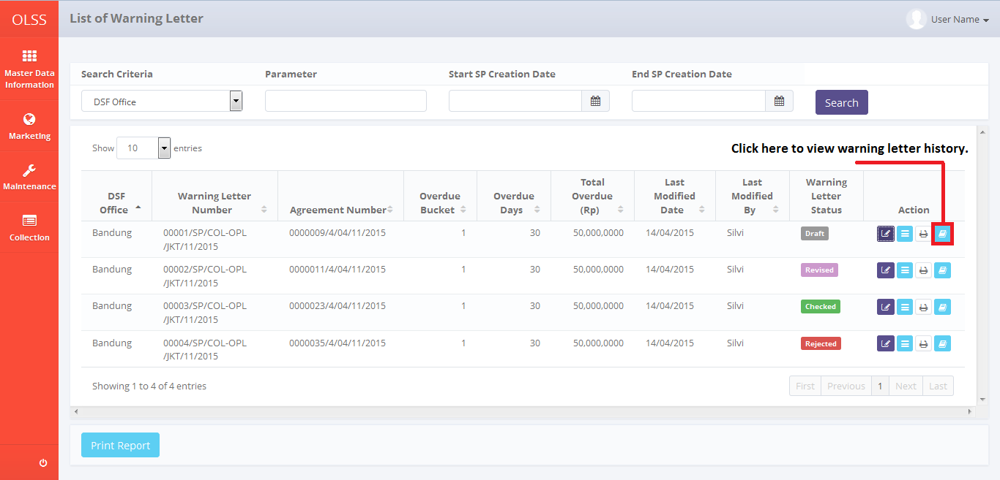 OLSS
List of Warning Letter
User Name
Master Data
Information
Marketing
Maintenance
Collection
Search Criteria
Parameter
Start SP Creation Date
End SP Creation Date
DSF Office
Search
Show 10 entries
Click here to view warning letter history.
DSF
Office
Warning Letter
Number
Agreement Number
Overdue
Bucket
Overdue
Days
Total
Overdue
(Rp)
Last
Modified
Date
Last
Modified
By
Warning
Letter
Status
Action
Bandung
00001/SP/COL-OPL
/JKT/11/2015
0000009/4/04/11/2015
1
30
50,000,0000
14/04/2015
Silvi
Draft
Bandung
00002/SP/COL-OPL
/JKT/11/2015
0000011/4/04/11/2015
1
30
50,000,0000
14/04/2015
Silvi
Revised
Bandung
00003/SP/COL-OPL
/JKT/11/2015
0000023/4/04/11/2015
1
30
50,000,0000
14/04/2015
Silvi
Checked
Bandung
00004/SP/COL-OPL
/JKT/11/2015
0000035/4/04/11/2015
1
30
50,000,0000
14/04/2015
Silvi
Rejected
Showing 1 to 4 of 4 entries
First Previous 1 Next Last
Print Report